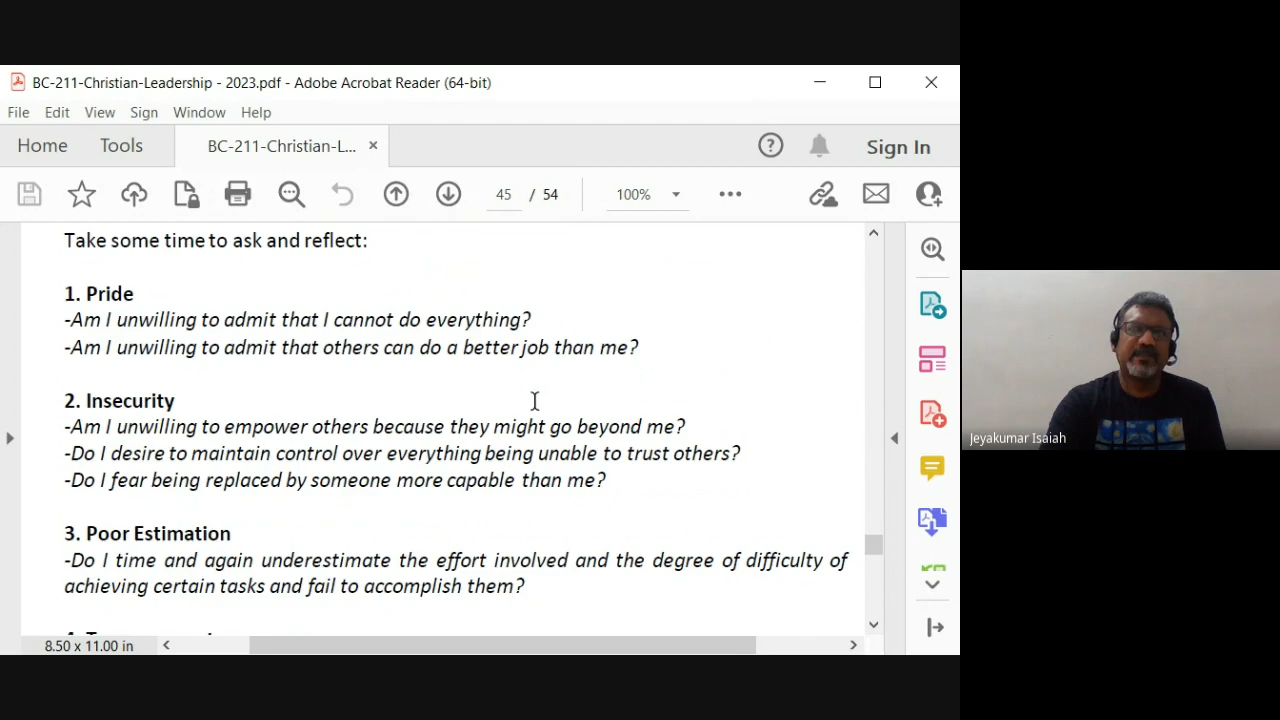 BC-211-Christian-Leadership - 2023.pdf - Adobe Acrobat Reader (64-bit)
File Edit View Sign Window Help
Home Tools BC-211-Christian-L... × Sign In
45 / 54 100%
Take some time to ask and reflect:
1. Pride
-Am I unwilling to admit that I cannot do everything?
-Am I unwilling to admit that others can do a better job than me?
2. Insecurity
-Am I unwilling to empower others because they might go beyond me?
-Do I desire to maintain control over everything being unable to trust others?
-Do I fear being replaced by someone more capable than me?
3. Poor Estimation
-Do I time and again underestimate the effort involved and the degree of difficulty of
achieving certain tasks and fail to accomplish them?
8.50 x 11.00 in
Jeyakumar Isaiah